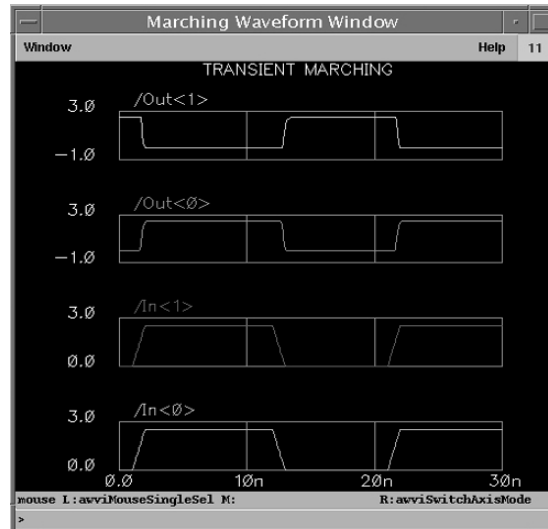 Marching Waveform Window
Window Help 11
TRANSIENT MARCHING
/Out<1>
3.0
-1.0
/Out<0>
3.0
-1.0
/In<1>
3.0
0.0
/In<0>
3.0
0.0
0.0 10n 20n 30n
mouse L:awviMouseSingleSel M: R:awviSwitchAxisMode
>